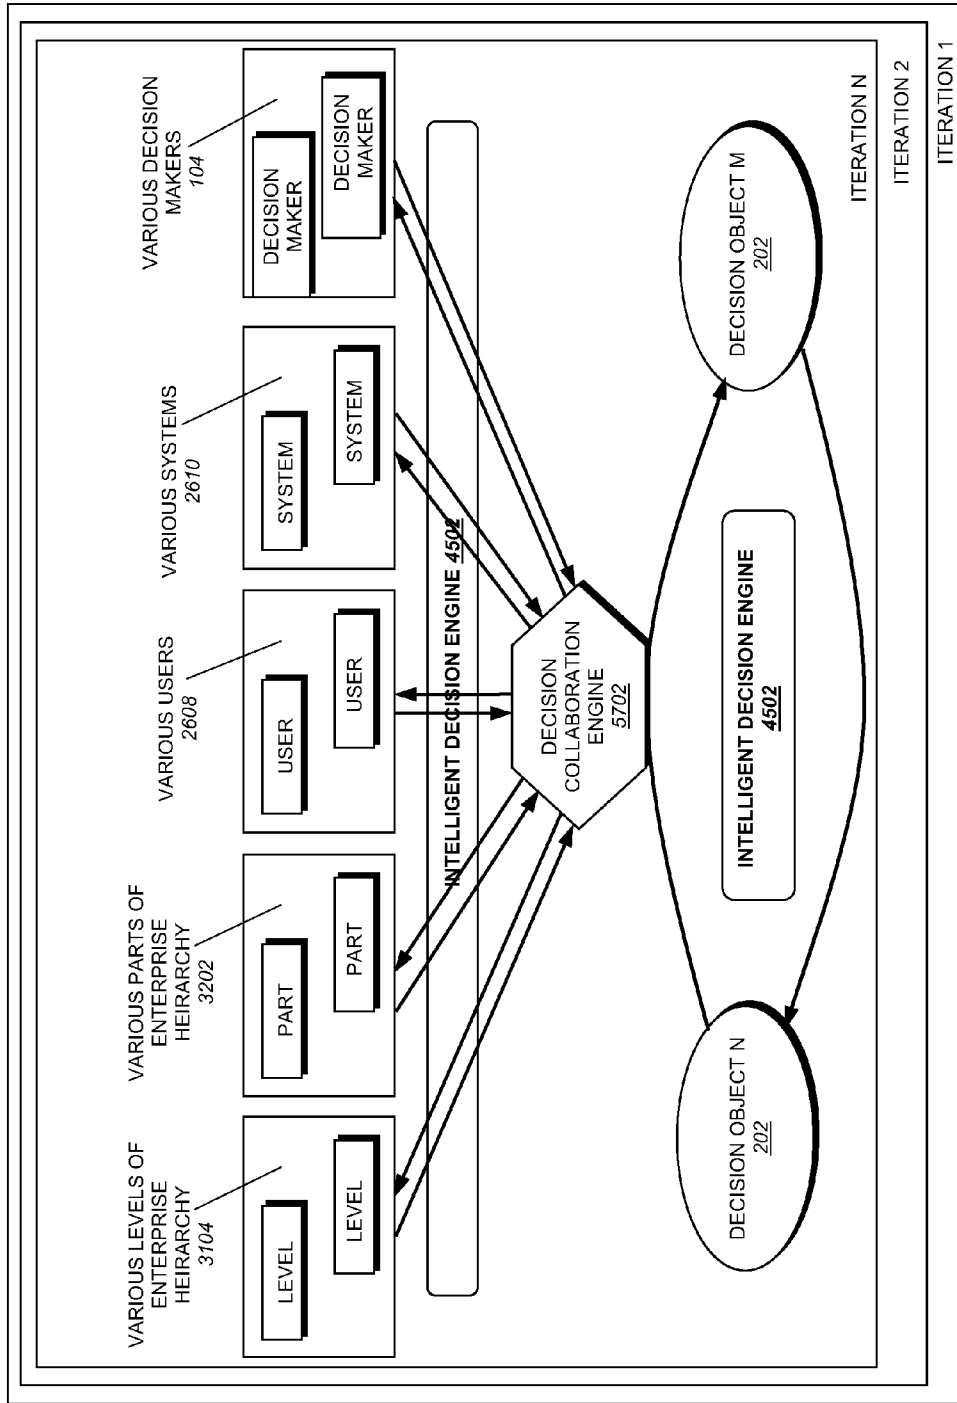 VARIOUS LEVELS OF
ENTERPRISE
HEIRARCHY
3104
LEVEL
LEVEL
VARIOUS PARTS OF
ENTERPRISE
HEIRARCHY
3202
PART
PART
VARIOUS USERS
2608
USER
USER
VARIOUS SYSTEMS
2610
SYSTEM
SYSTEM
VARIOUS DECISION
MAKERS
104
DECISION
MAKER
DECISION
MAKER
INTELLIGENT DECISION ENGINE 4502
DECISION
COLLABORATION
ENGINE
5702
DECISION OBJECT N
202
INTELLIGENT DECISION ENGINE
4502
DECISION OBJECT M
202
ITERATION N
ITERATION 2
ITERATION 1